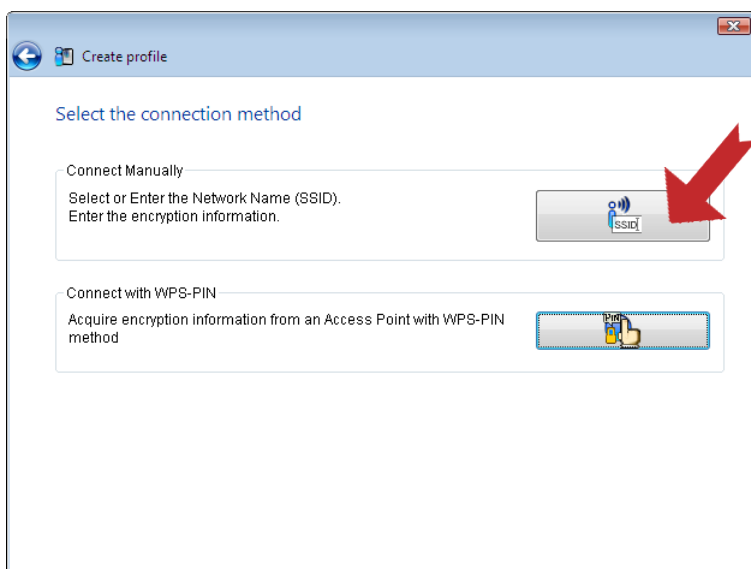 Create profile
Select the connection method
Connect Manually
Select or Enter the Network Name (SSID).
Enter the encryption information.
SSID
Connect with WPS-PIN
Acquire encryption information from an Access Point with WPS-PIN
method
PIN